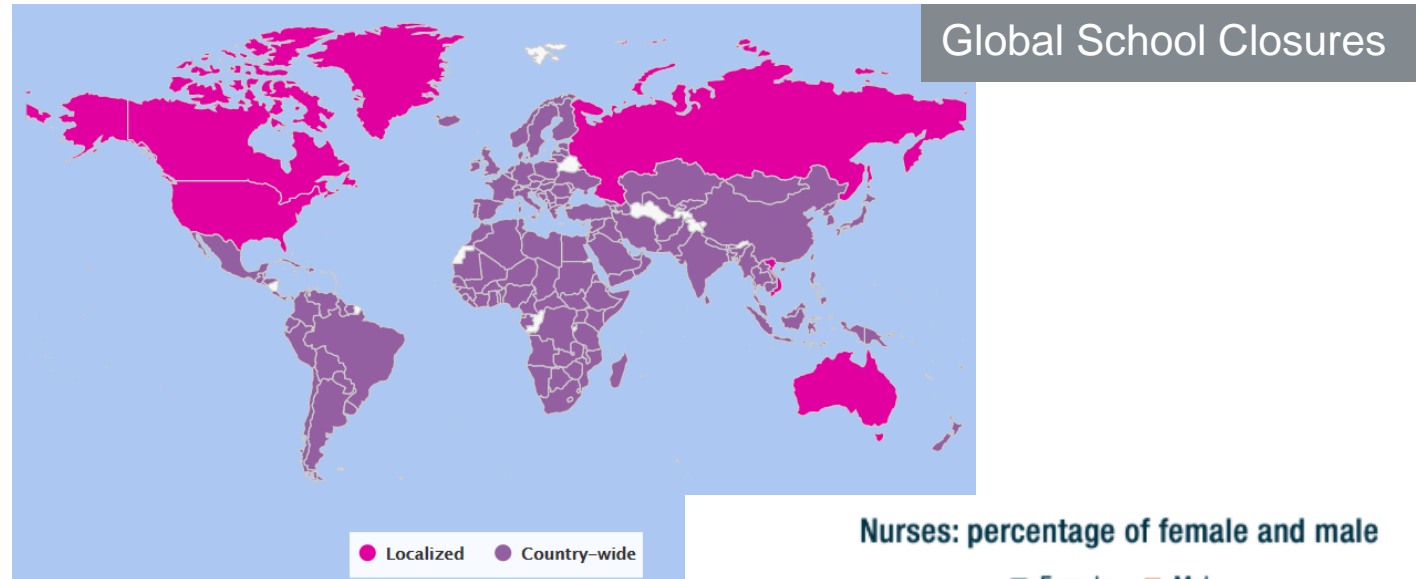 Global School Closures
Localized
Country-wide
Nurses: percentage of female and male